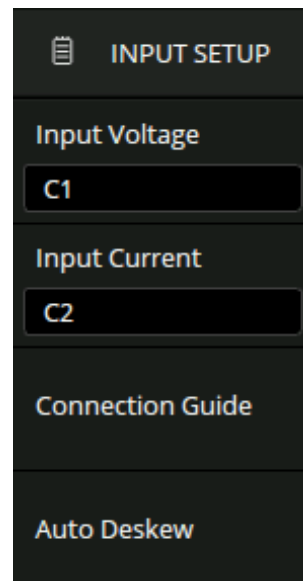 INPUT SETUP
Input Voltage
C1
Input Current
C2
Connection Guide
Auto Deskew